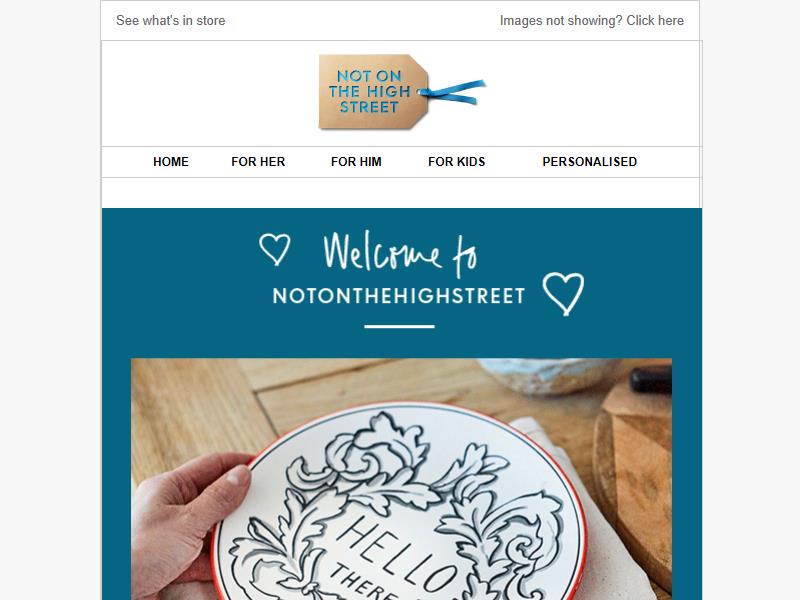 See what's in store
Images not showing? Click here
NOT ON
THE HIGH
STREET
HOME FOR HER FOR HIM FOR KIDS PERSONALISED
Welcome to
NOTONTHEHIGHSTREET
HELLO
THERE